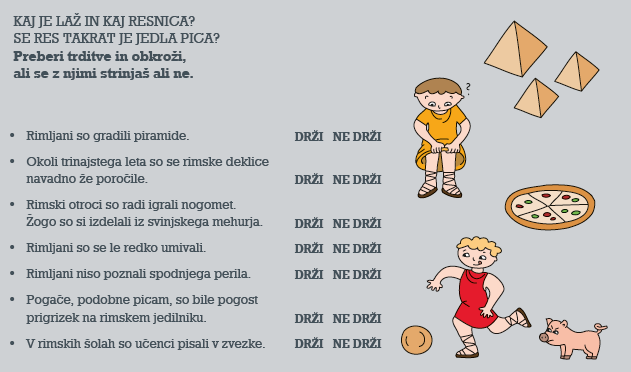 KAJ JE LAŽ IN KAJ RESNICA?
SE RES TAKRAT JE JEDLA PICA?
Preberi trditve in obkroži,
ali se z njimi strinjaš ali ne.
• Rimljani so gradili piramide. DRŽI NE DRŽI
• Okoli trinajstega leta so se rimske deklice
navadno že poročile. DRŽI NE DRŽI
• Rimski otroci so radi igrali nogomet.
Žogo so si izdelali iz svinjskega mehurja. DRŽI NE DRŽI
• Rimljani so se le redko umivali. DRŽI NE DRŽI
• Rimljani niso poznali spodnjega perila. DRŽI NE DRŽI
• Pogače, podobne picam, so bile pogost
prigrizek na rimskem jedilniku. DRŽI NE DRŽI
• V rimskih šolah so učenci pisali v zvezke. DRŽI NE DRŽI
?